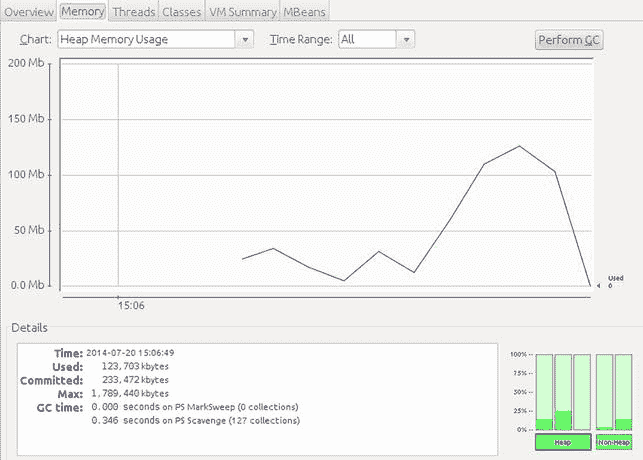 Overview Memory Threads Classes VM Summary MBeans
Chart: Heap Memory Usage Time Range: All Perform GC
200 Mb
150 Mb
100 Mb
50 Mb
0.0 Mb
Used
0
15:06
Details
Time: 2014-07-20 15:06:49
Used: 123,703 kbytes
Committed: 233,472 kbytes
Max: 1,789,440 kbytes
GC time: 0.000 seconds on PS MarkSweep (0 collections)
0.346 seconds on PS Scavenge (127 collections)
100% --
75% --
50% --
25% --
0% --
Heap Non-Heap